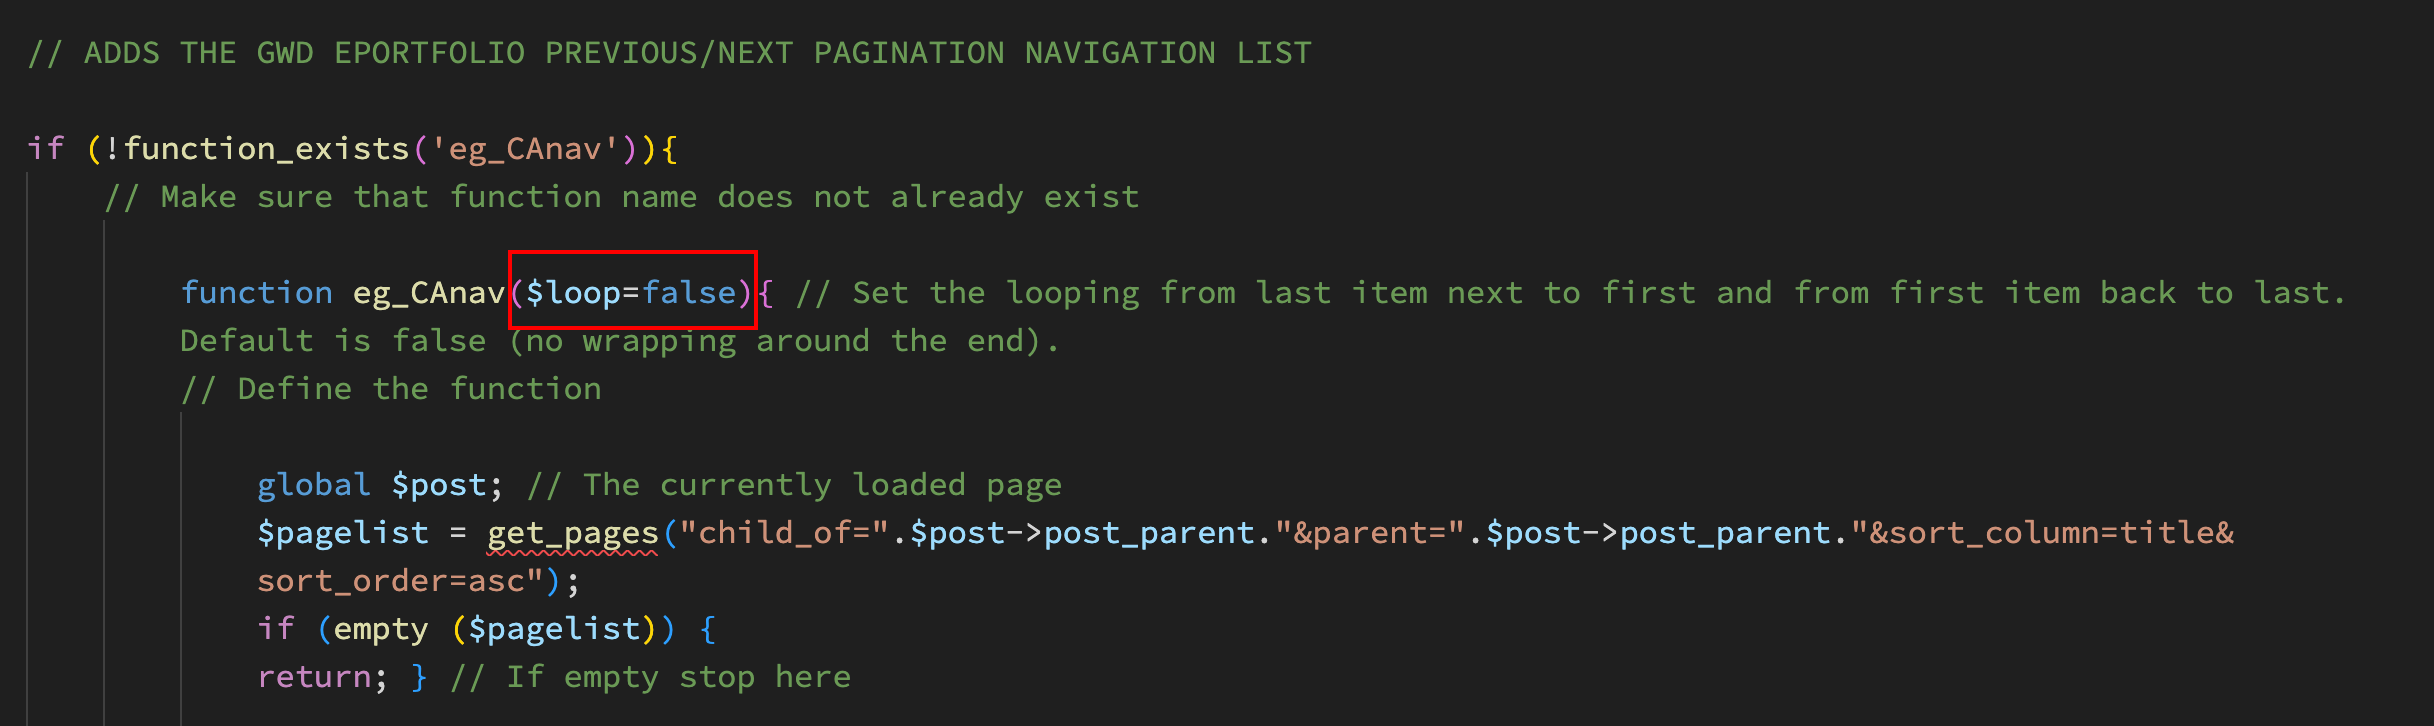 // ADDS THE GWD EPORTFOLIO PREVIOUS/NEXT PAGINATION NAVIGATION LIST
if (!function_exists('eg_CAnav')){
// Make sure that function name does not already exist
function eg_CAnav($loop=false){ // Set the looping from last item next to first and from first item back to last.
Default is false (no wrapping around the end).
// Define the function
global $post; // The currently loaded page
$pagelist = get_pages("child_of=".$post->post_parent."&parent=".$post->post_parent."&sort_column=title&
sort_order=asc");
if (empty ($pagelist)) {
return; } // If empty stop here